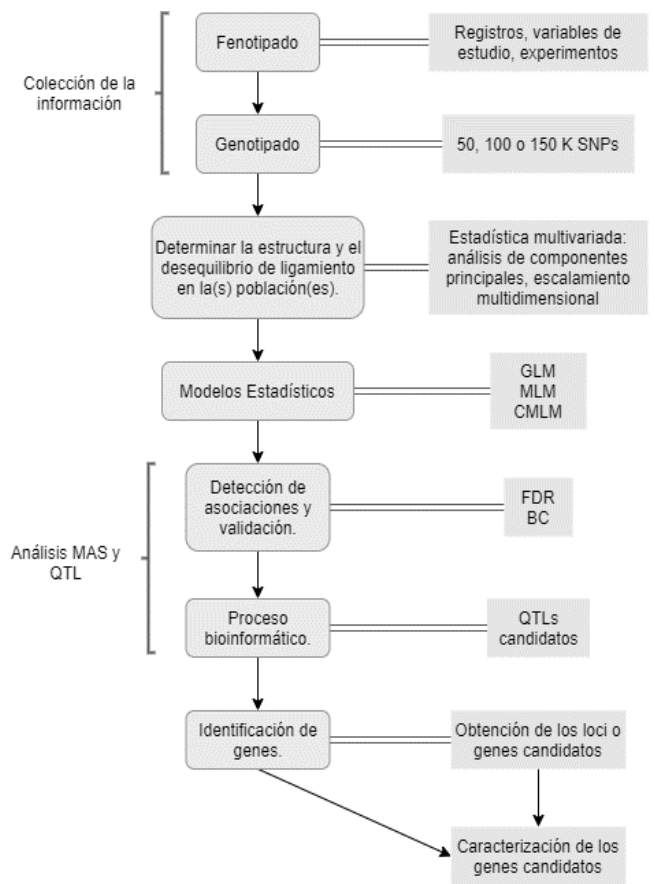 Fenotipado
Registros, variables de
estudio, experimentos
Colección de la
información
Genotipado
50, 100 o 150 K SNPs
Determinar la estructura y el
desequilibrio de ligamiento
en la(s) población(es).
Estadística multivariada:
análisis de componentes
principales, escalamiento
multidimensional
Modelos Estadísticos
GLM
MLM
CMLM
Análisis MAS y
QTL
Detección de
asociaciones y
validación.
FDR
BC
Proceso
bioinformático.
QTLs
candidatos
Identificación de
genes.
Obtención de los loci o
genes candidatos
Caracterización de los
genes candidatos